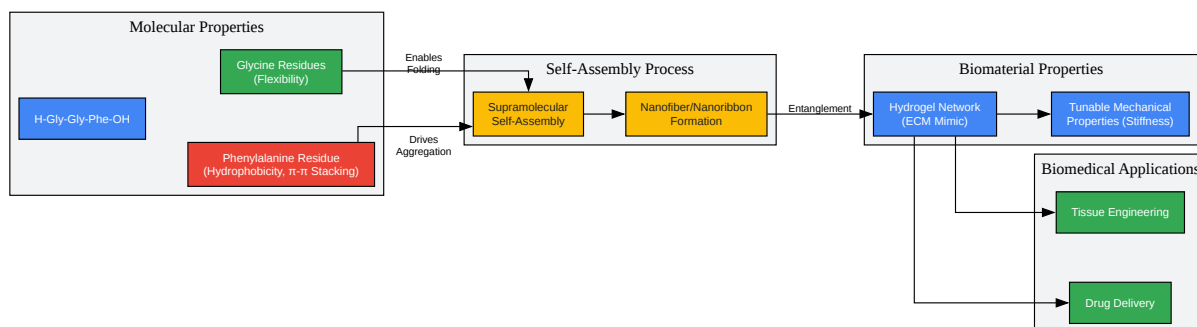 Molecular Properties
Glycine Residues
(Flexibility)
H-Gly-Gly-Phe-OH
Phenylalanine Residue
(Hydrophobicity, π-π Stacking)
Enables
Folding
Drives
Aggregation
Self-Assembly Process
Supramolecular
Self-Assembly
Nanofiber/Nanoribbon
Formation
Entanglement
Biomaterial Properties
Hydrogel Network
(ECM Mimic)
Tunable Mechanical
Properties (Stiffness)
Biomedical Applications
Tissue Engineering
Drug Delivery